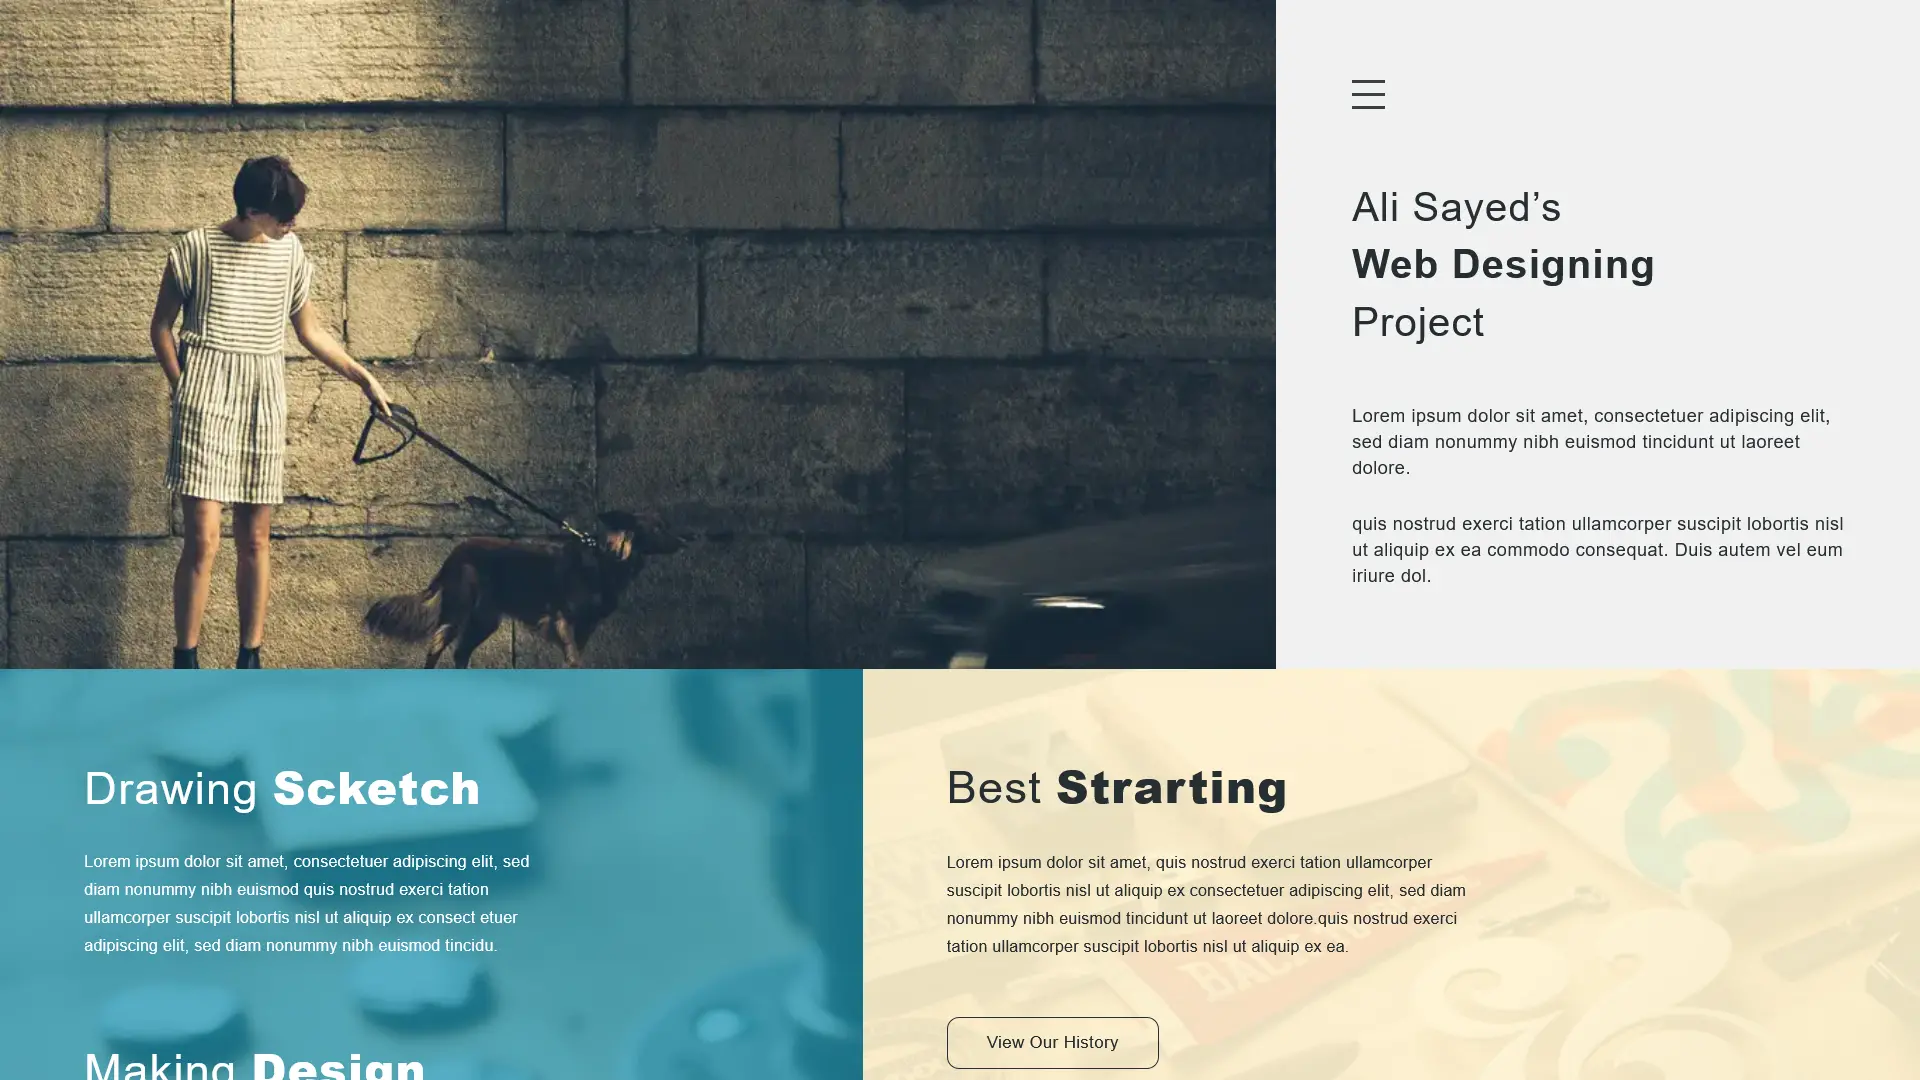 Ali Sayed’s
Web Designing
Project
Lorem ipsum dolor sit amet, consectetuer adipiscing elit,
sed diam nonummy nibh euismod tincidunt ut laoreet
dolore.
quis nostrud exerci tation ullamcorper suscipit lobortis nisl
ut aliquip ex ea commodo consequat. Duis autem vel eum
iriure dol.
Drawing Scketch
Lorem ipsum dolor sit amet, consectetuer adipiscing elit, sed
diam nonummy nibh euismod quis nostrud exerci tation
ullamcorper suscipit lobortis nisl ut aliquip ex consect etuer
adipiscing elit, sed diam nonummy nibh euismod tincidu.
Making Design
Best Strarting
Lorem ipsum dolor sit amet, quis nostrud exerci tation ullamcorper
suscipit lobortis nisl ut aliquip ex consectetuer adipiscing elit, sed diam
nonummy nibh euismod tincidunt ut laoreet dolore.quis nostrud exerci
tation ullamcorper suscipit lobortis nisl ut aliquip ex ea.
View Our History